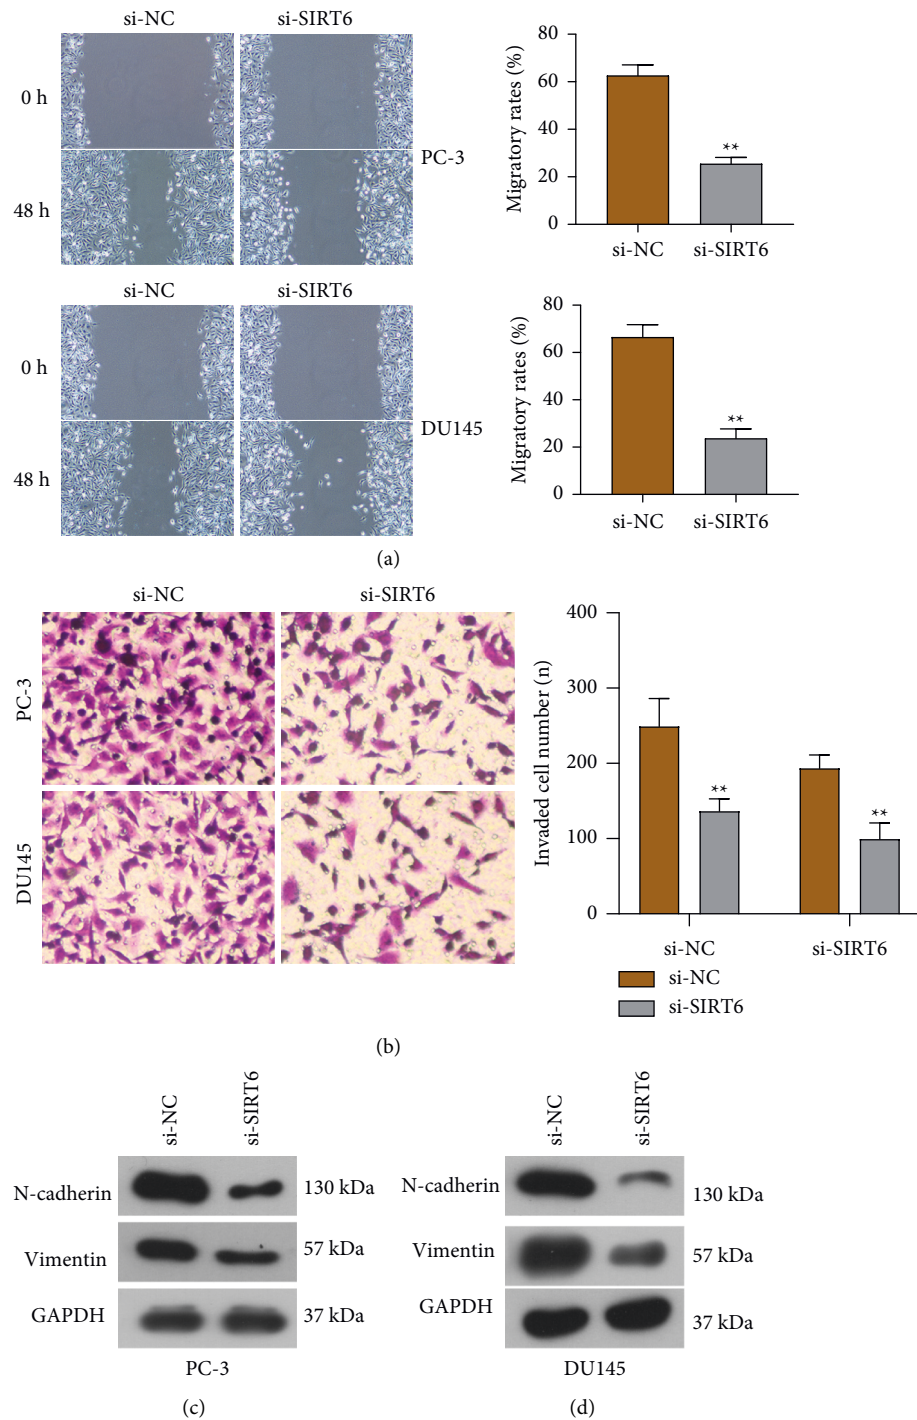 si-NC si-SIRT6
0 h
48 h
PC-3
Migratory rates (%)
80
60
40
20
0
**
si-NC si-SIRT6
si-NC si-SIRT6
0 h
48 h
DU145
Migratory rates (%)
80
60
40
20
0
**
si-NC si-SIRT6
(a)
si-NC si-SIRT6
PC-3
DU145
Invaded cell number (n)
400
300
200
100
0
**
**
si-NC si-SIRT6
si-NC
si-SIRT6
(b)
si-NC si-SIRT6
N-cadherin 130 kDa
Vimentin 57 kDa
GAPDH 37 kDa
PC-3
(c)
si-NC si-SIRT6
N-cadherin 130 kDa
Vimentin 57 kDa
GAPDH 37 kDa
DU145
(d)